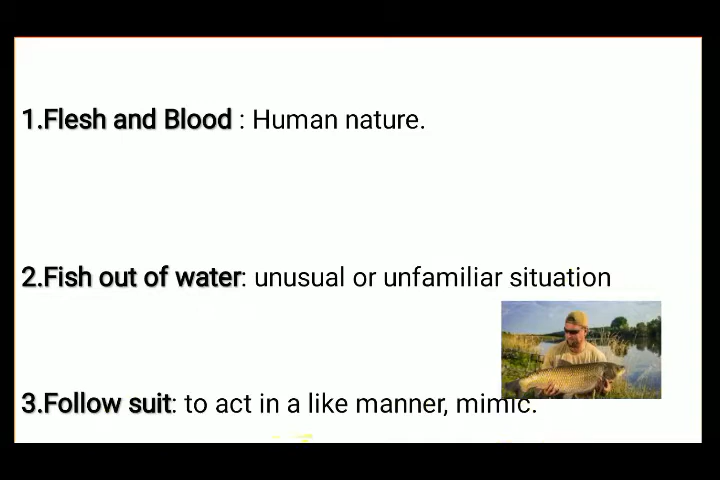 1.Flesh and Blood : Human nature.
2.Fish out of water: unusual or unfamiliar situation
3.Follow suit: to act in a like manner, mimic.